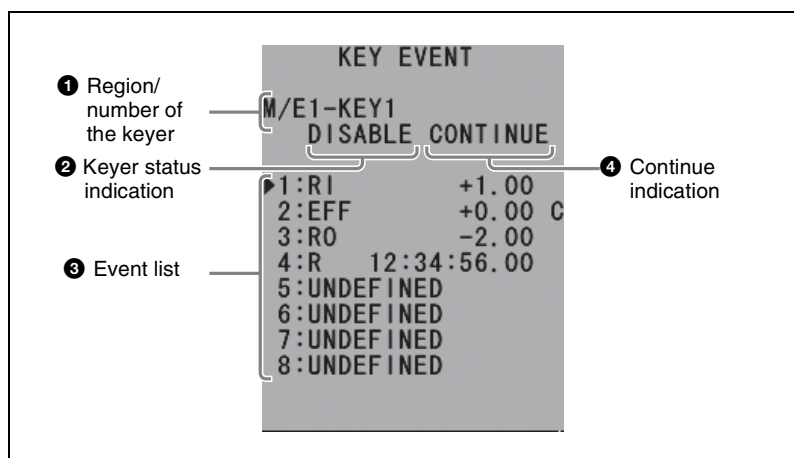 KEY EVENT
❶ Region/
number of
the keyer
M/E1-KEY1
DISABLE CONTINUE
❷ Keyer status
indication
❹ Continue
indication
❸ Event list
▶1:RI +1.00
2:EFF +0.00 C
3:RO -2.00
4:R 12:34:56.00
5:UNDEFINED
6:UNDEFINED
7:UNDEFINED
8:UNDEFINED